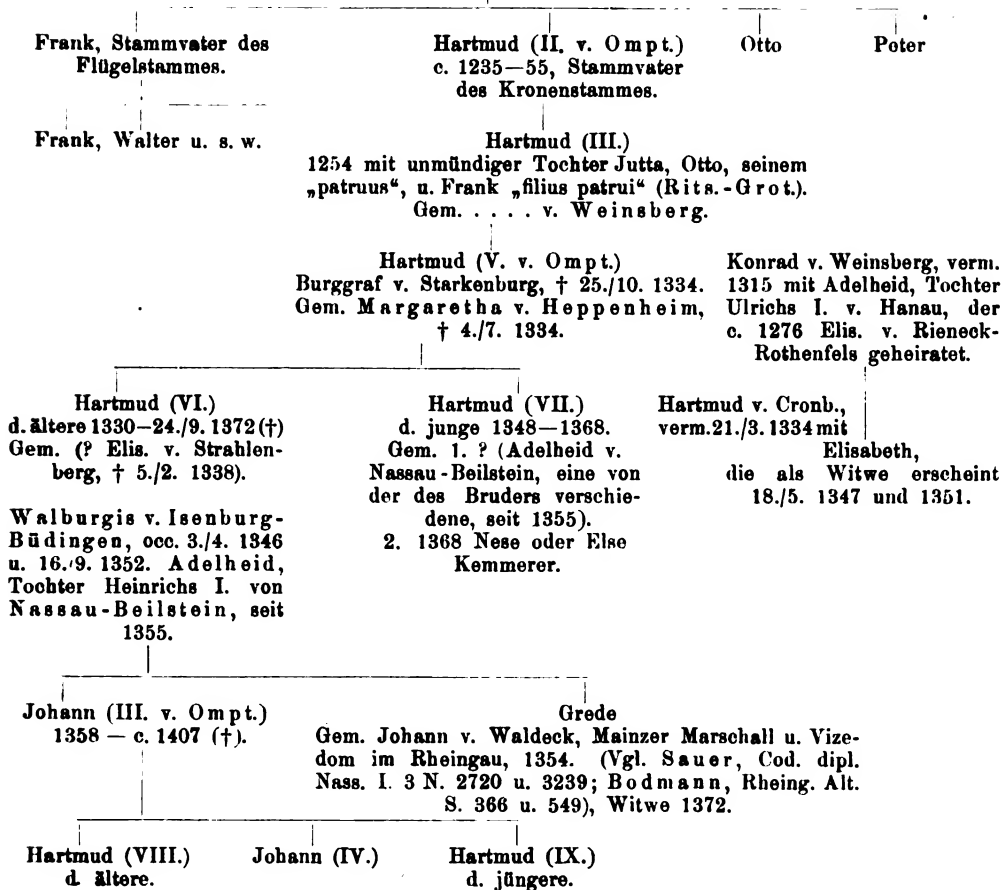 Frank, Stammvater des
Flügelstammes.
Hartmud (II. v. Ompt.)
c. 1235—55, Stammvater
des Kronenstammes.
Otto
Peter
Frank, Walter u. s. w.
Hartmud (III.)
1254 mit unmündiger Tochter Jutta, Otto, seinem
„patruus“, u. Frank „filius patrui“ (Rits.-Grot.).
Gem. . . . . . v. Weinsberg.
Hartmud (V. v. Ompt.)
Burggraf v. Starkenburg, † 25./10. 1334.
Gem. Margaretha v. Heppenheim,
† 4./7. 1334.
Konrad v. Weinsberg, verm.
1315 mit Adelheid, Tochter
Ulrichs I. v. Hanau, der
c. 1276 Elis. v. Rieneck-
Rothenfels geheiratet.
Hartmud (VI.)
d. ältere 1330—24./9. 1372 (†)
Gem. (? Elis. v. Strahlen-
berg, † 5./2. 1338).
Walburgis v. Isenburg-
Büdingen, occ. 3./4. 1346
u. 16./9. 1352. Adelheid,
Tochter Heinrichs I. von
Nassau-Beilstein, seit
1355.
Hartmud (VII.)
d. junge 1348—1368.
Gem. 1. ? (Adelheid v.
Nassau-Beilstein, eine von
der des Bruders verschie-
dene, seit 1355).
2. 1368 Nese oder Else
Kemmerer.
Hartmud v. Cronb.,
verm. 21./3. 1334 mit
Elisabeth,
die als Witwe erscheint
18./5. 1347 und 1351.
Johann (III. v. Ompt.)
1358 — c. 1407 (†).
Grede
Gem. Johann v. Waldeck, Mainzer Marschall u. Vize-
dom im Rheingau, 1354. (Vgl. Sauer, Cod. dipl.
Nass. I. 3 N. 2720 u. 3239; Bodmann, Rheing. Alt.
S. 366 u. 549), Witwe 1372.
Hartmud (VIII.)
d. ältere.
Johann (IV.)
Hartmud (IX.)
d. jüngere.